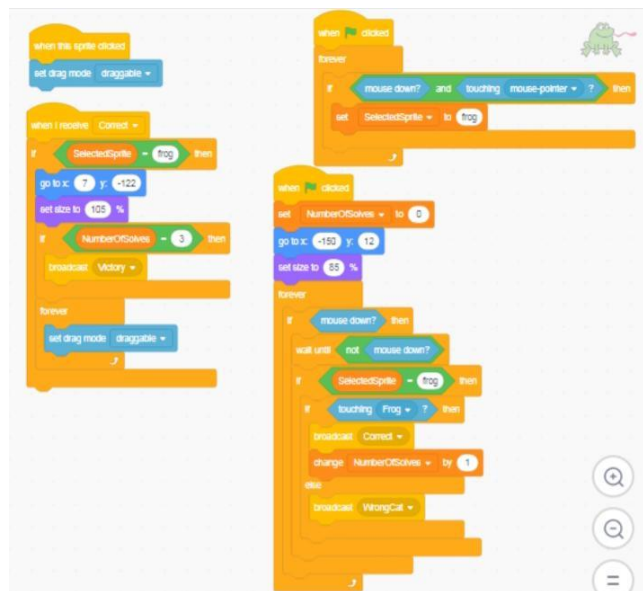 when this sprite clicked
set drag mode draggable
when I receive Correct
if SelectedSprite = frog then
go to x: 7 y: -122
set size to 105 %
if NumberOfSolves = 3 then
broadcast Victory
forever
set drag mode draggable
when clicked
forever
if mouse down? and touching mouse-pointer ? then
set SelectedSprite to frog
when clicked
set NumberOfSolves to 0
go to x: -150 y: 12
set size to 85 %
forever
if mouse down? then
wait until not mouse down?
if SelectedSprite = frog then
if touching Frog ? then
broadcast Correct
change NumberOfSolves by 1
else
broadcast WrongCat